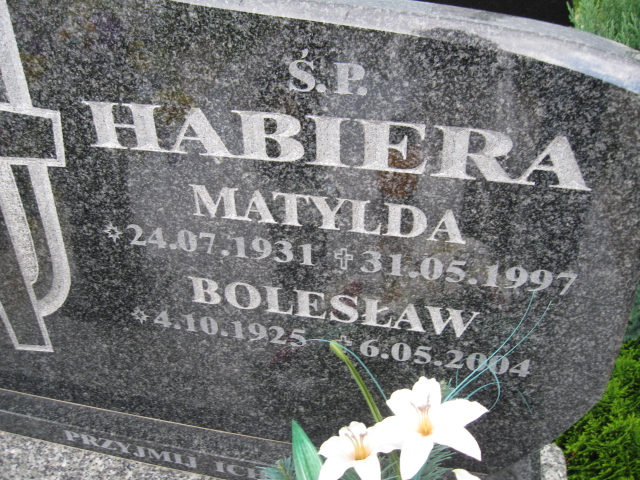 Ś.P.
HABIERA
MATYLDA
*24.07.1931 †31.05.1997
BOLESŁAW
*4.10.1925 †6.05.2004
PRZYJMIJ ICH